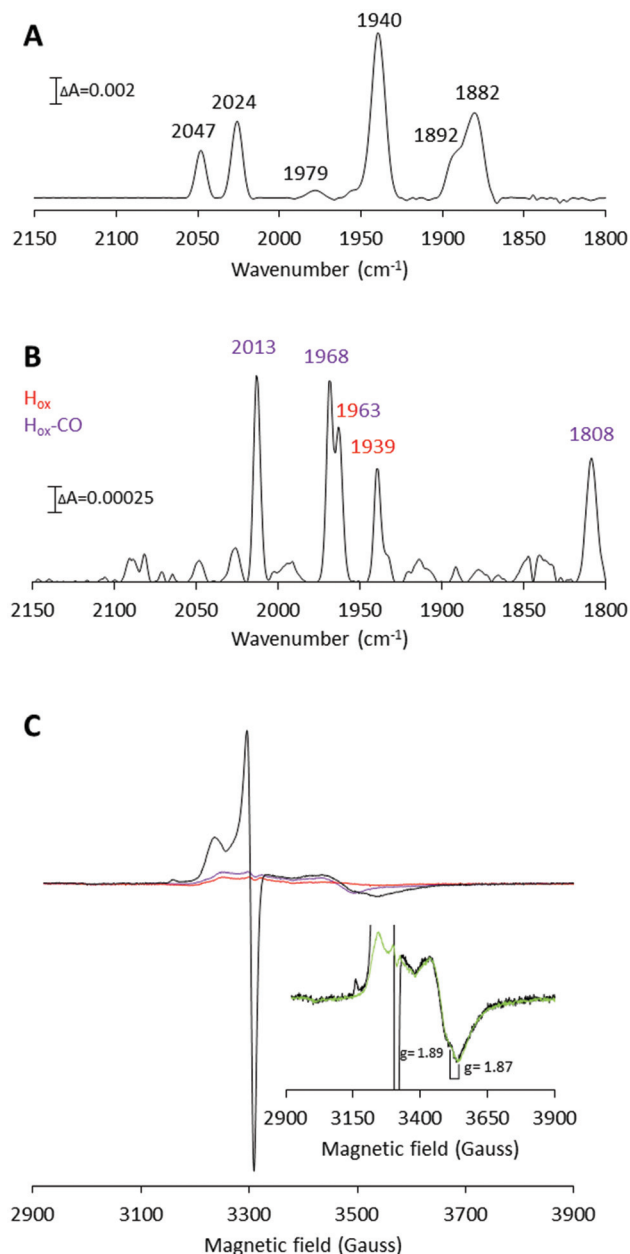 A
1940
ΔA=0.002
2047
2024
1979
1892
1882
2150 2100 2050 2000 1950 1900 1850 1800
Wavenumber (cm-1)
B
2013
1968
1963
1939
1808
Hox
Hox-CO
ΔA=0.00025
2150 2100 2050 2000 1950 1900 1850 1800
Wavenumber (cm-1)
C
g= 1.89
g= 1.87
2900 3150 3400 3650 3900
Magnetic field (Gauss)
2900 3100 3300 3500 3700 3900
Magnetic field (Gauss)